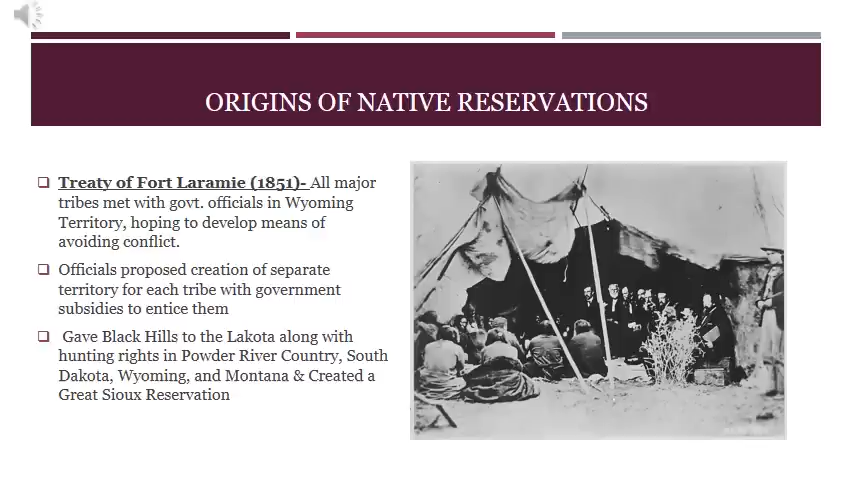 ORIGINS OF NATIVE RESERVATIONS
Treaty of Fort Laramie (1851)- All major
tribes met with govt. officials in Wyoming
Territory, hoping to develop means of
avoiding conflict.
Officials proposed creation of separate
territory for each tribe with government
subsidies to entice them
Gave Black Hills to the Lakota along with
hunting rights in Powder River Country, South
Dakota, Wyoming, and Montana & Created a
Great Sioux Reservation